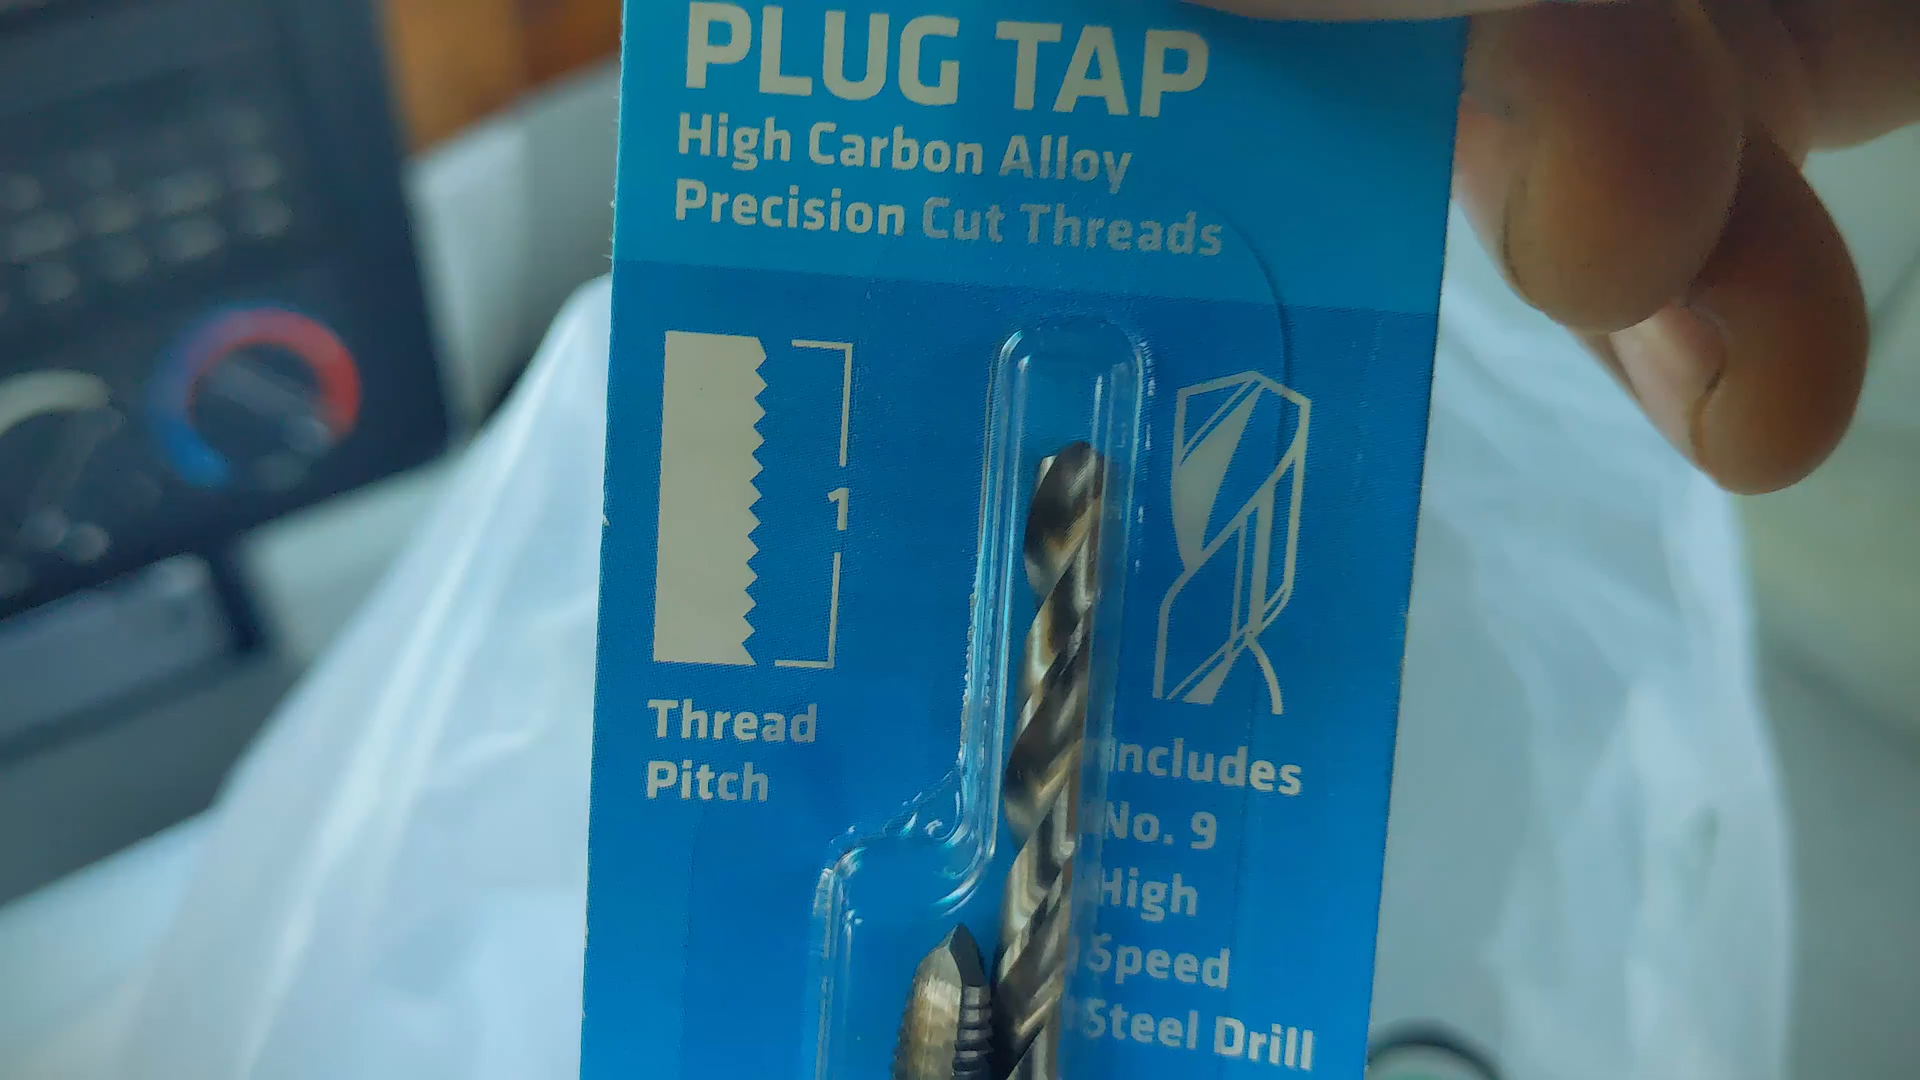 PLUG TAP
High Carbon Alloy
Precision Cut Threads
1
Thread
Pitch
Includes
No. 9
High
Speed
Steel Drill